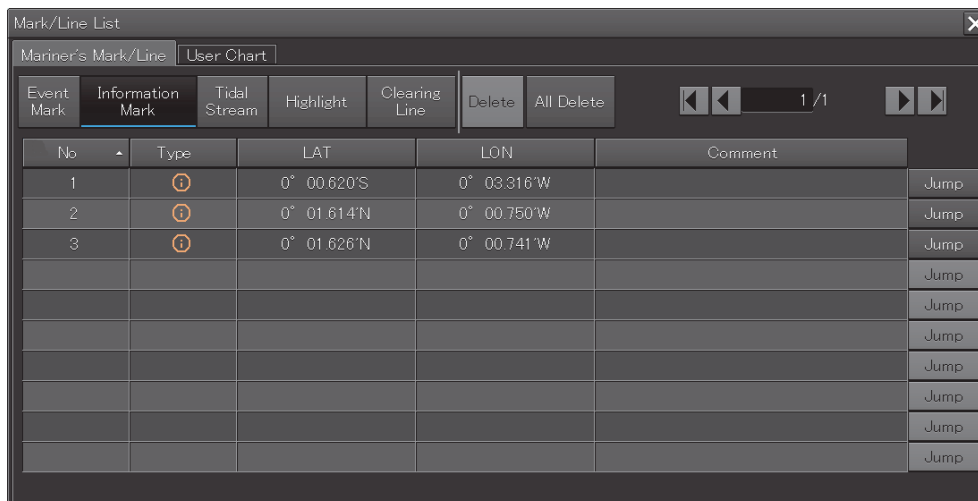 Mark/Line List
Mariner's Mark/Line User Chart
Event Mark Information Mark Tidal Stream Highlight Clearing Line Delete All Delete 1 /1
No Type LAT LON Comment
1 0° 00.620'S 0° 03.316'W Jump
2 0° 01.614'N 0° 00.750'W Jump
3 0° 01.626'N 0° 00.741'W Jump
Jump
Jump
Jump
Jump
Jump
Jump
Jump